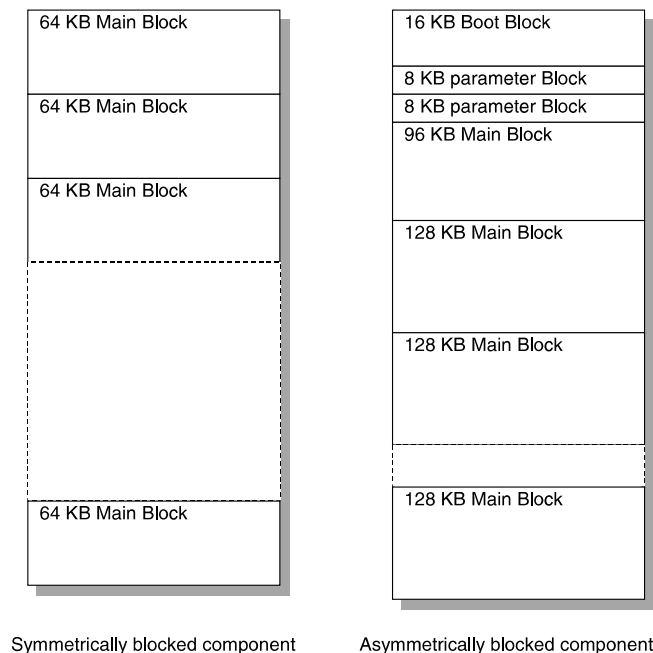 64 KB Main Block
64 KB Main Block
64 KB Main Block
64 KB Main Block
Symmetrically blocked component
16 KB Boot Block
8 KB parameter Block
8 KB parameter Block
96 KB Main Block
128 KB Main Block
128 KB Main Block
128 KB Main Block
Asymmetrically blocked component